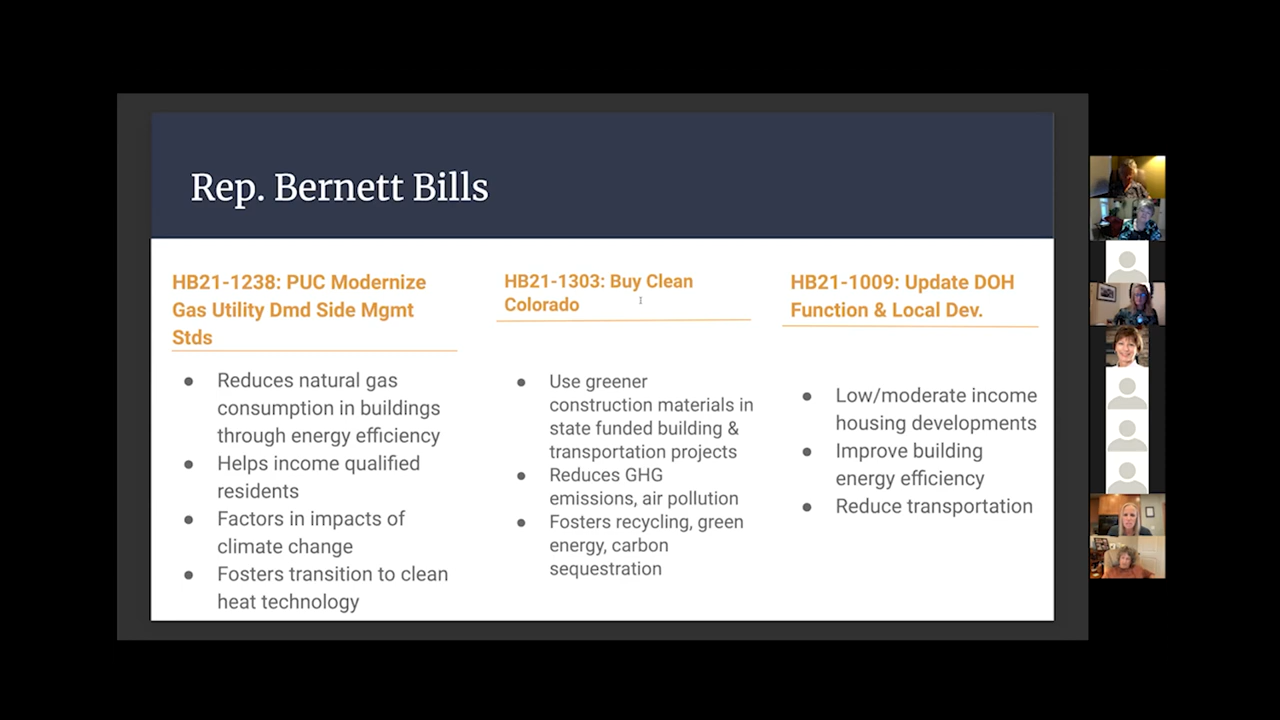 Rep. Bernett Bills
HB21-1238: PUC Modernize
Gas Utility Dmd Side Mgmt
Stds
● Reduces natural gas
consumption in buildings
through energy efficiency
● Helps income qualified
residents
● Factors in impacts of
climate change
● Fosters transition to clean
heat technology
HB21-1303: Buy Clean
Colorado
● Use greener
construction materials in
state funded building &
transportation projects
● Reduces GHG
emissions, air pollution
● Fosters recycling, green
energy, carbon
sequestration
HB21-1009: Update DOH
Function & Local Dev.
● Low/moderate income
housing developments
● Improve building
energy efficiency
● Reduce transportation